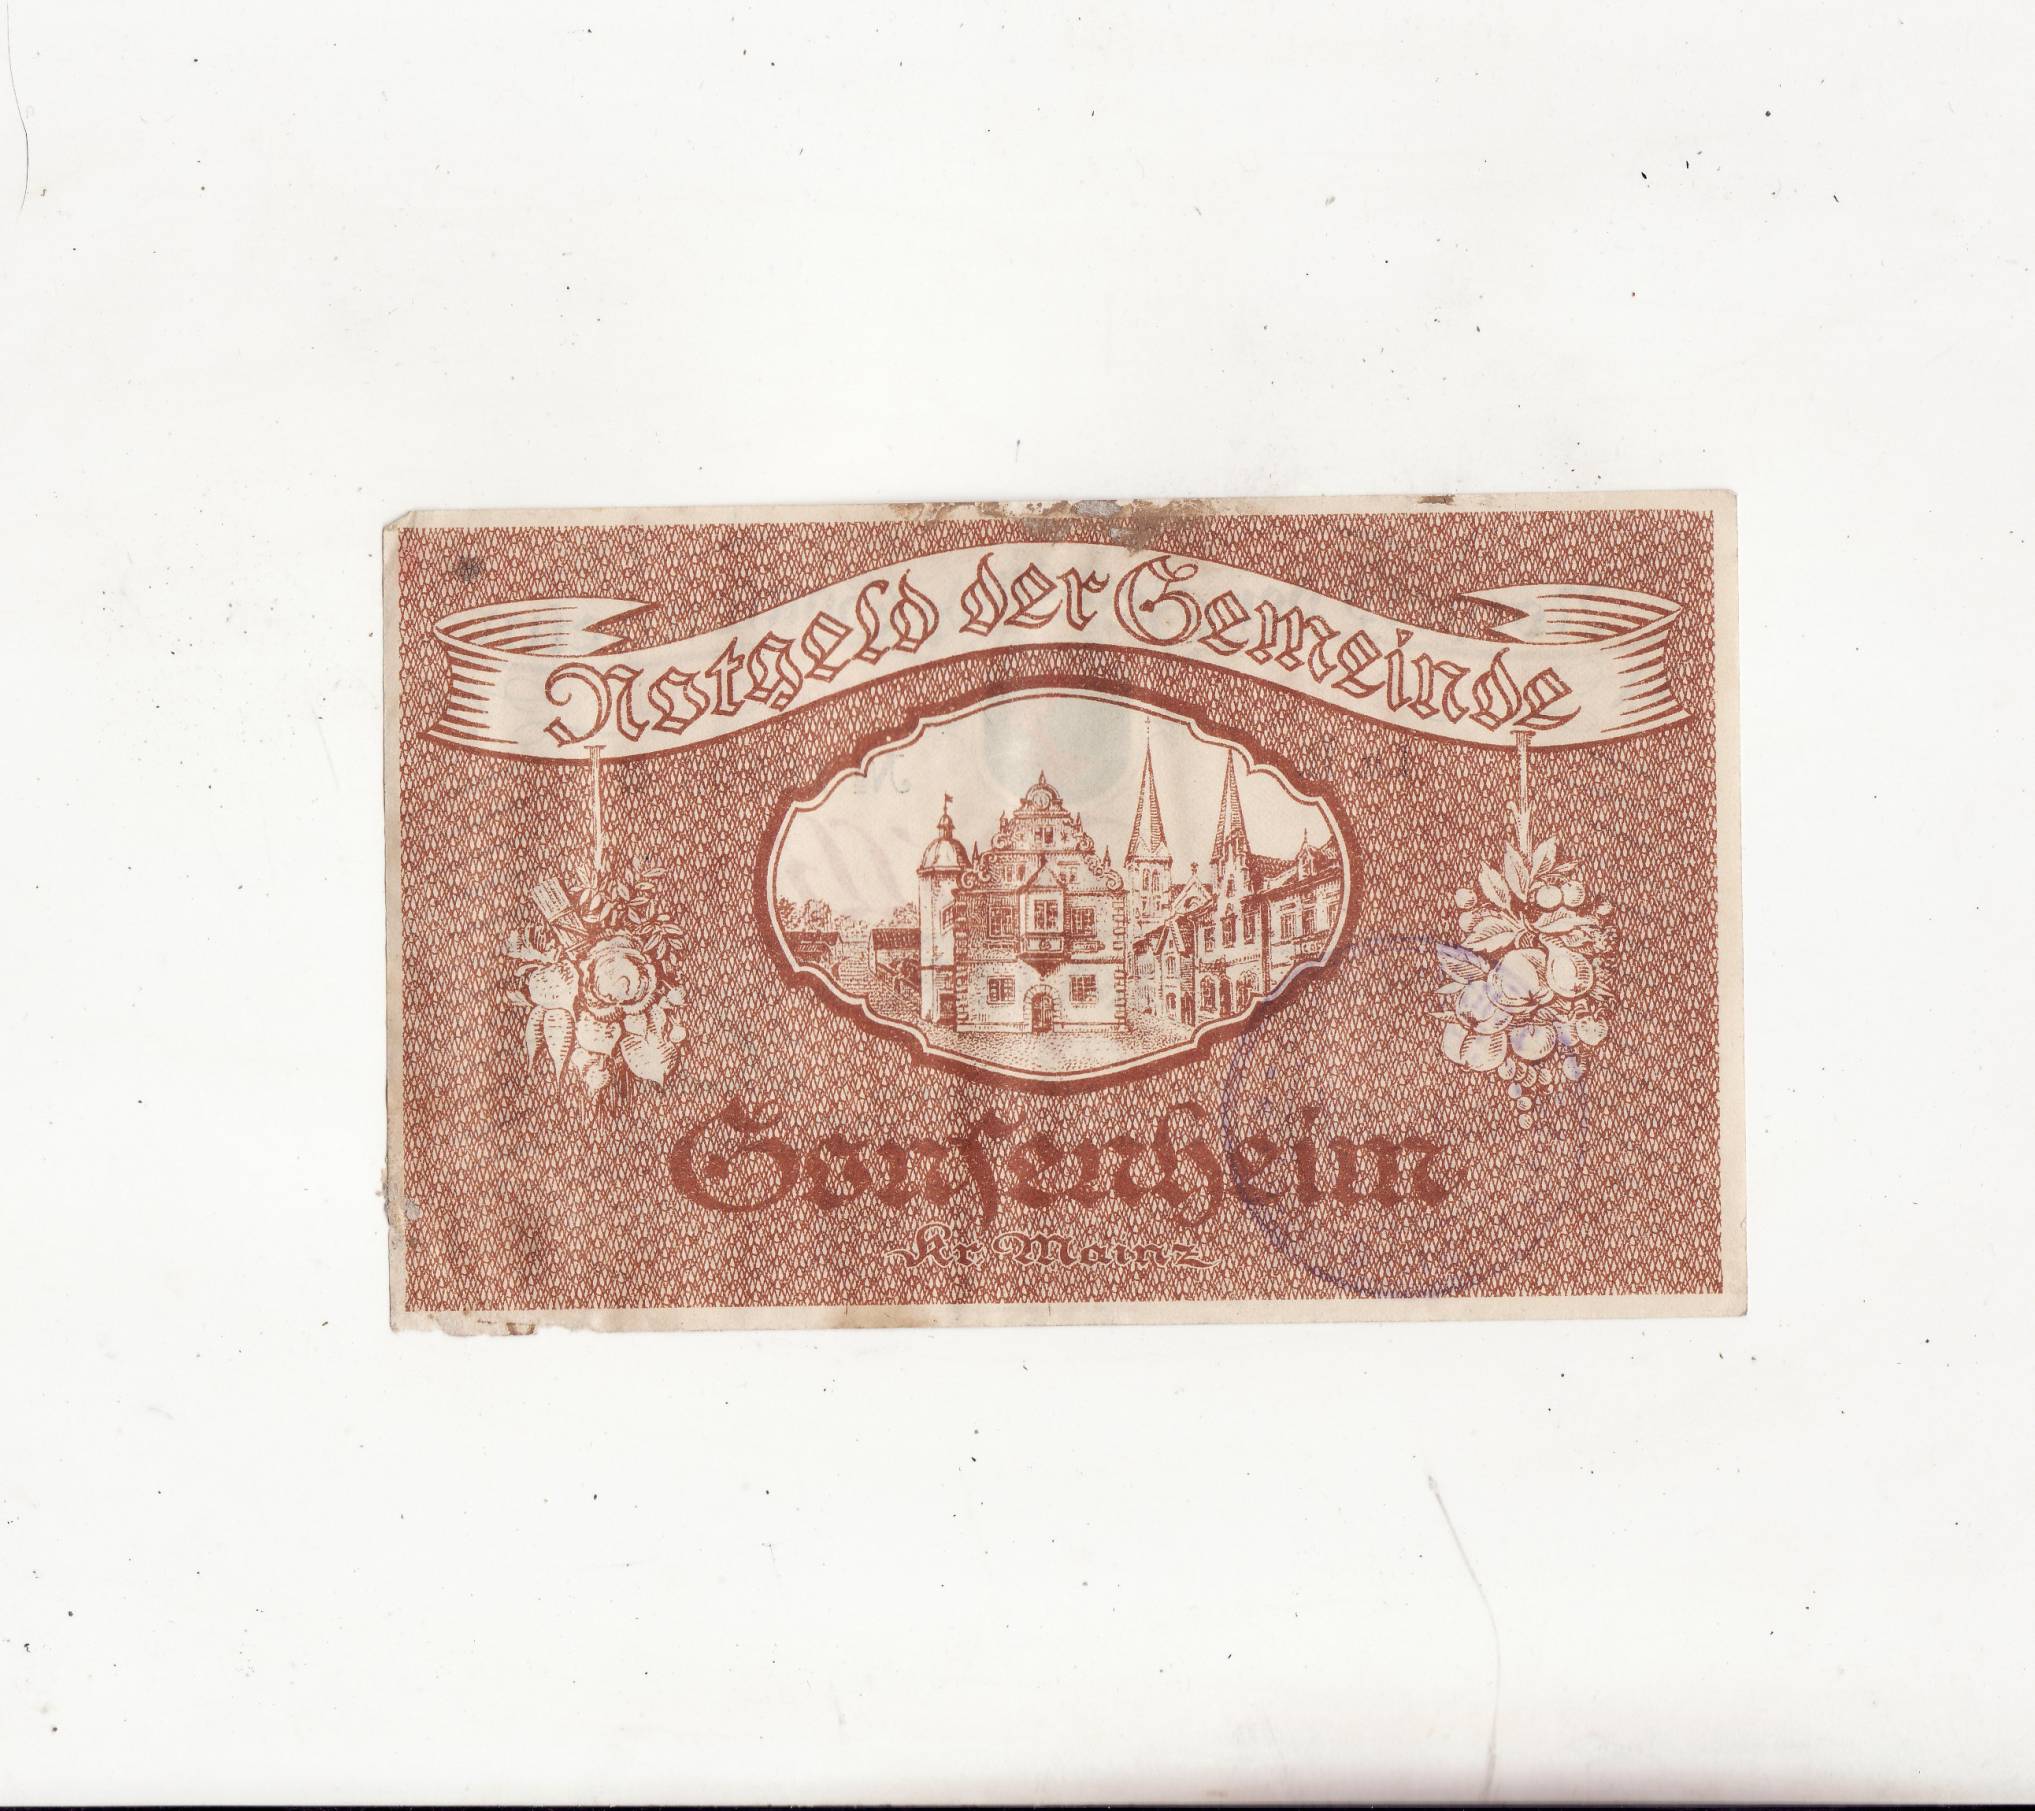 Notgeld der Gemeinde
Gonsenheim
Kr. Mainz